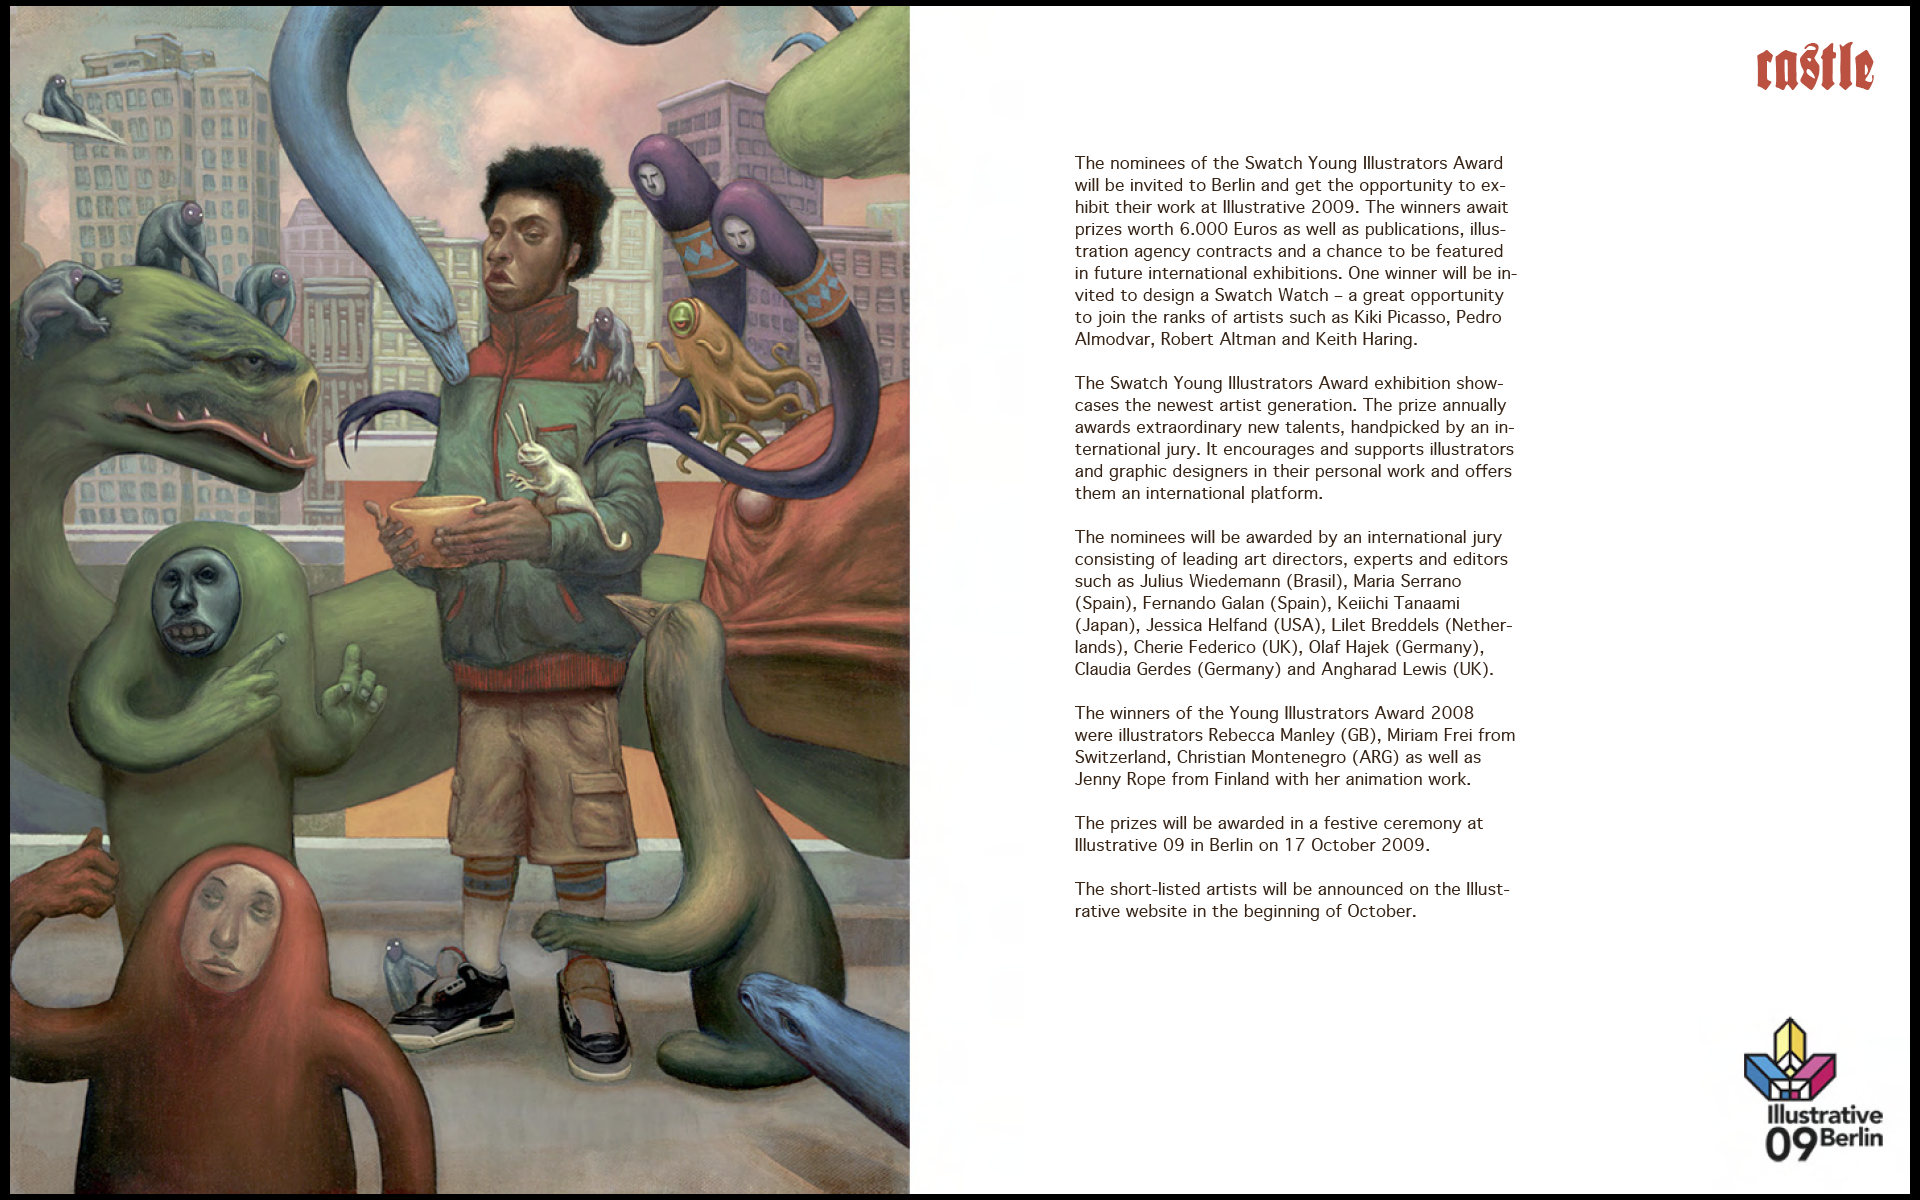 castle
The nominees of the Swatch Young Illustrators Award
will be invited to Berlin and get the opportunity to ex-
hibit their work at Illustrative 2009. The winners await
prizes worth 6.000 Euros as well as publications, illus-
tration agency contracts and a chance to be featured
in future international exhibitions. One winner will be in-
vited to design a Swatch Watch – a great opportunity
to join the ranks of artists such as Kiki Picasso, Pedro
Almodvar, Robert Altman and Keith Haring.
The Swatch Young Illustrators Award exhibition show-
cases the newest artist generation. The prize annually
awards extraordinary new talents, handpicked by an in-
ternational jury. It encourages and supports illustrators
and graphic designers in their personal work and offers
them an international platform.
The nominees will be awarded by an international jury
consisting of leading art directors, experts and editors
such as Julius Wiedemann (Brasil), Maria Serrano
(Spain), Fernando Galan (Spain), Keiichi Tanaami
(Japan), Jessica Helfand (USA), Lilet Breddels (Nether-
lands), Cherie Federico (UK), Olaf Hajek (Germany),
Claudia Gerdes (Germany) and Angharad Lewis (UK).
The winners of the Young Illustrators Award 2008
were illustrators Rebecca Manley (GB), Miriam Frei from
Switzerland, Christian Montenegro (ARG) as well as
Jenny Rope from Finland with her animation work.
The prizes will be awarded in a festive ceremony at
Illustrative 09 in Berlin on 17 October 2009.
The short-listed artists will be announced on the Illust-
rative website in the beginning of October.
Illustrative
09 Berlin